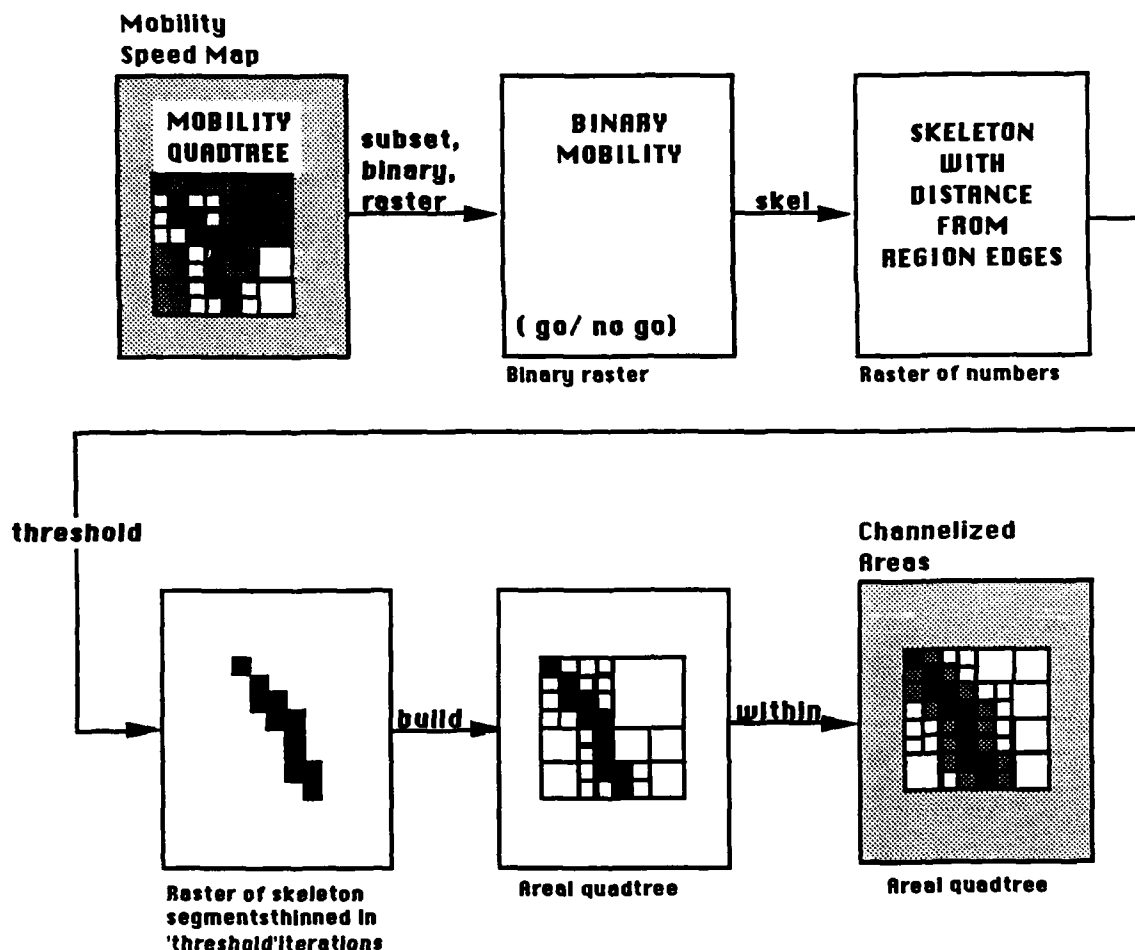 Mobility
Speed Map
MOBILITY
QUADTREE
subset,
binary,
raster
BINARY
MOBILITY
( go/ no go)
Binary raster
skel
SKELETON
WITH
DISTANCE
FROM
REGION EDGES
Raster of numbers
threshold
Raster of skeleton
segmentsthinned in
'threshold'iterations
build
Areal quadtree
within
Channelized
Areas
Areal quadtree